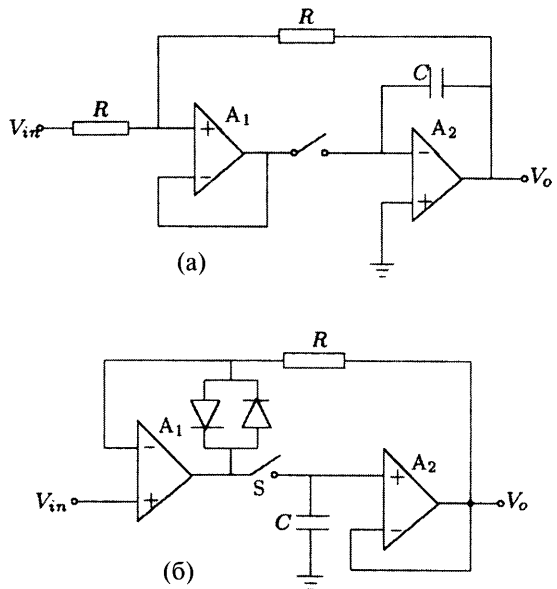 R
C
R
A₁
A₂
V_in
+
−
−
+
V_o
(а)
R
A₁
A₂
−
+
V_in
+
S
C
−
V_o
(б)